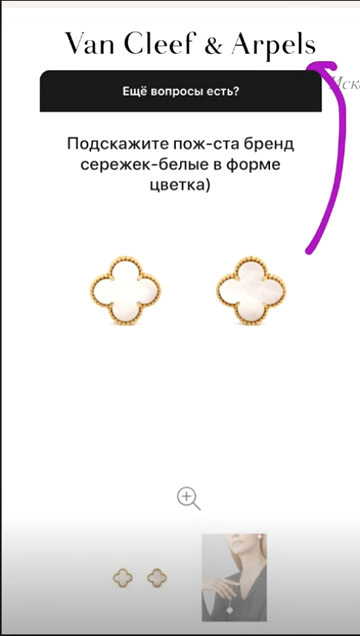 Van Cleef & Arpels
Ещё вопросы есть?
Подскажите пож-ста бренд
сережек-белые в форме
цветка)